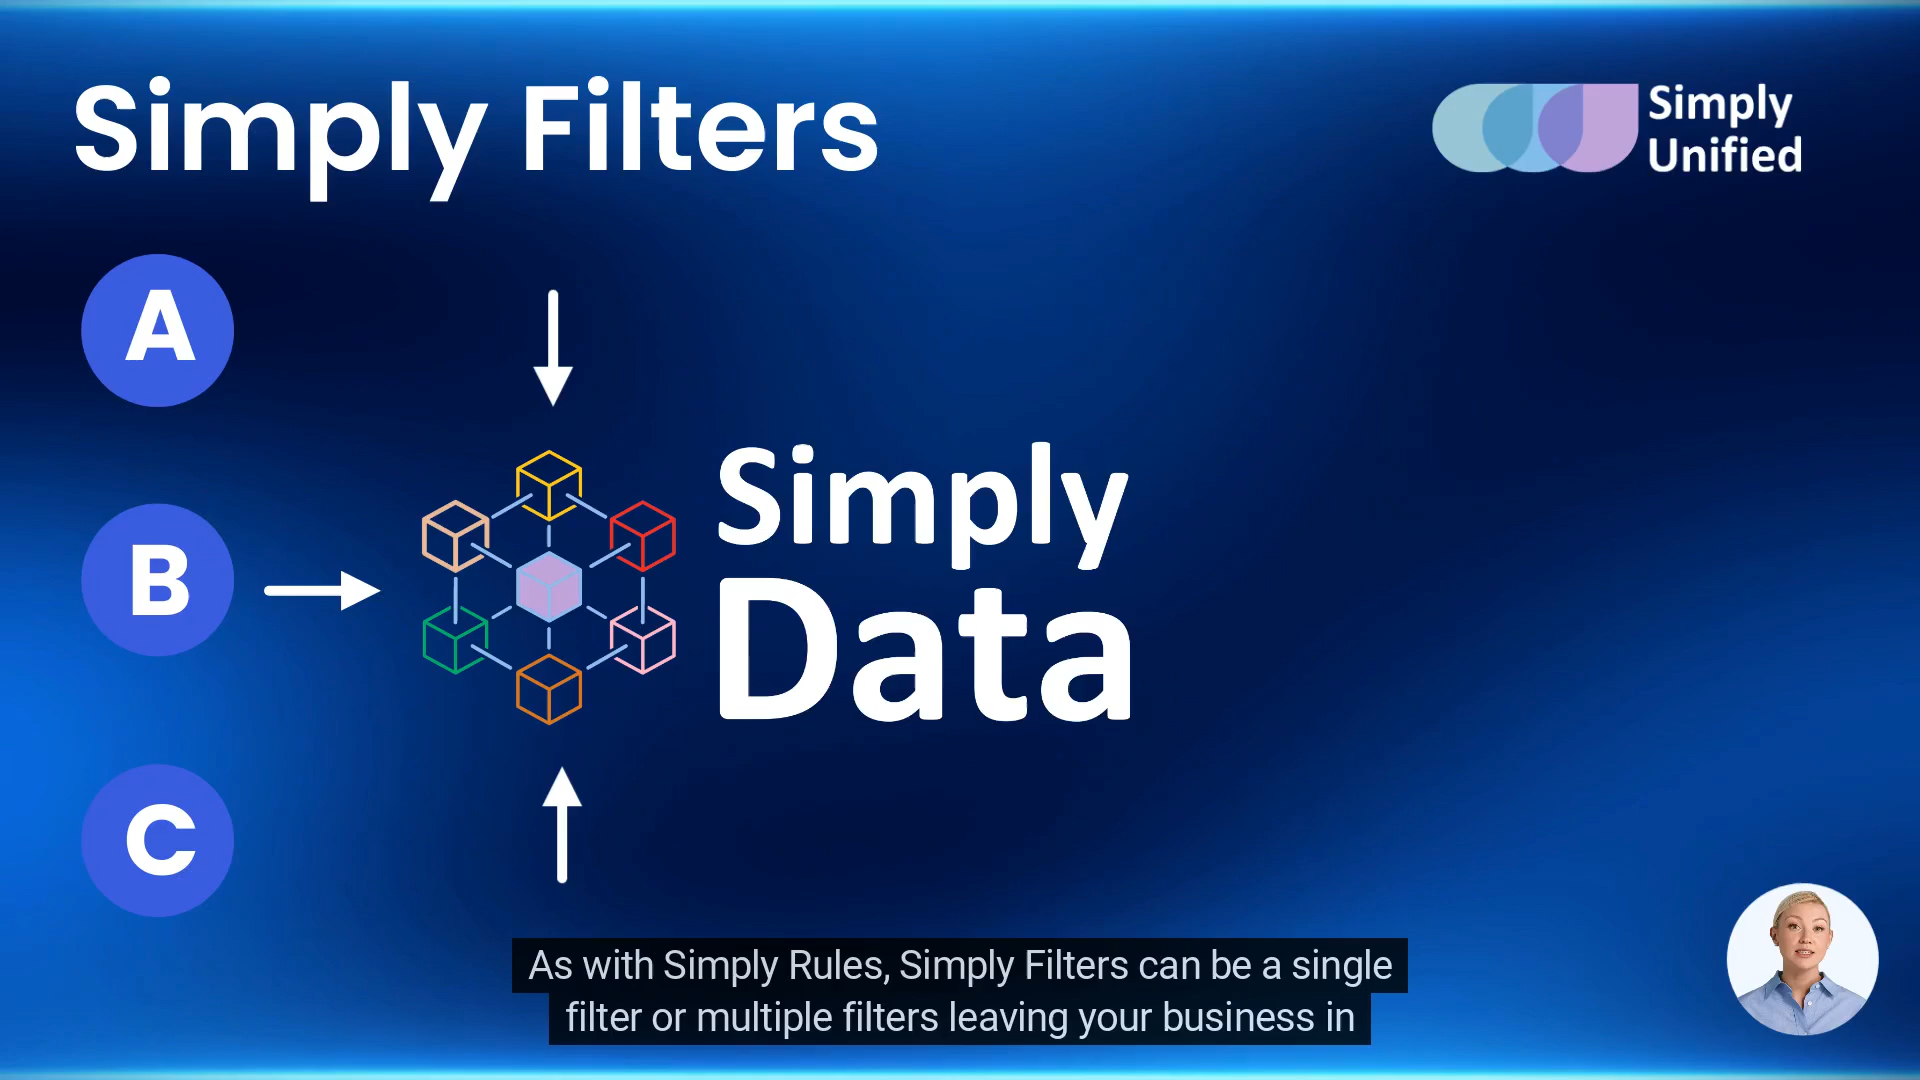 Simply Filters
Simply
Unified
A
B
C
Simply
Data
As with Simply Rules, Simply Filters can be a single
filter or multiple filters leaving your business in